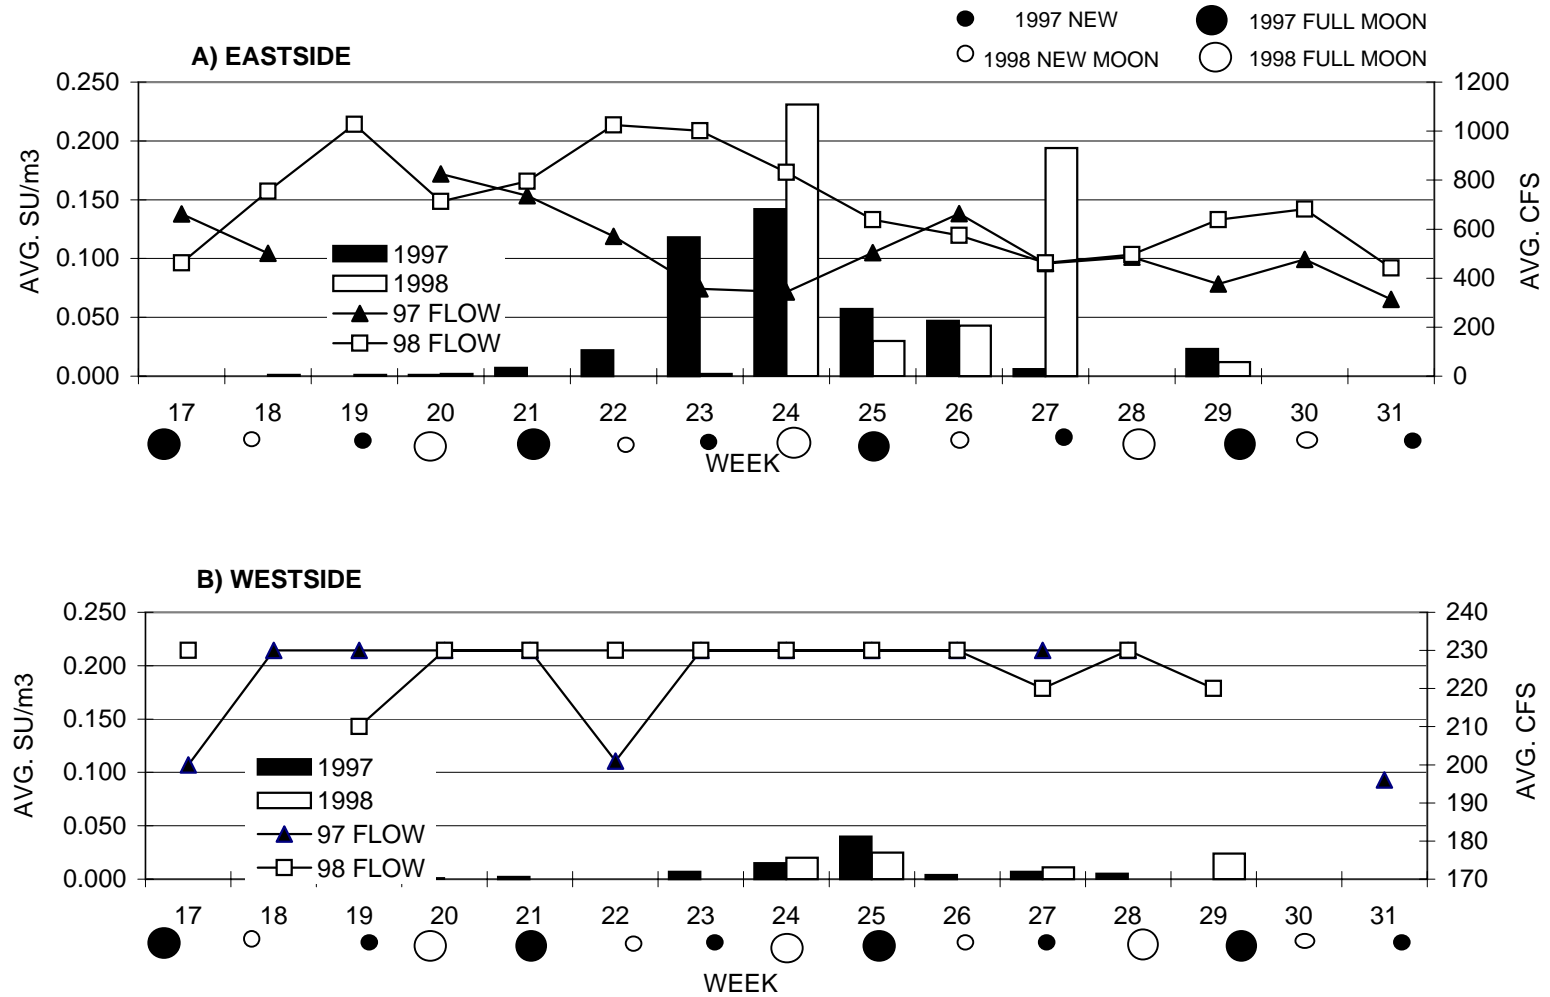 1997 NEW 1997 FULL MOON
1998 NEW MOON 1998 FULL MOON
A) EASTSIDE
0.250 1200
0.200 1000
0.150 800
0.100 600
0.050 400
0.000 200
0
AVG. SU/m3
AVG. CFS
1997
1998
97 FLOW
98 FLOW
17 18 19 20 21 22 23 24 25 26 27 28 29 30 31
WEEK
B) WESTSIDE
0.250 240
0.200 230
0.150 220
0.100 210
0.050 200
0.000 190
180
170
AVG. SU/m3
AVG. CFS
1997
1998
97 FLOW
98 FLOW
17 18 19 20 21 22 23 24 25 26 27 28 29 30 31
WEEK